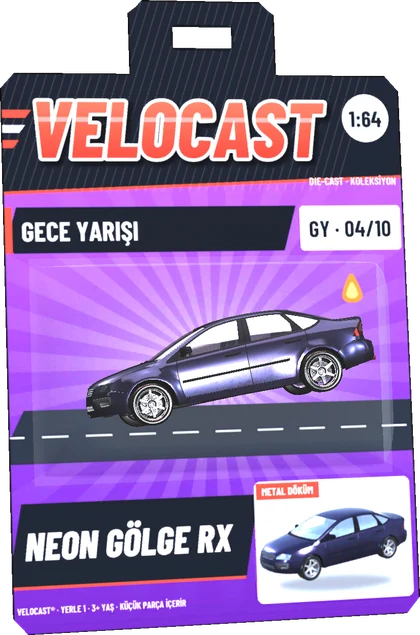 VELOCAST
1:64
DIE-CAST · KOLEKSİYON
GECE YARIŞI
GY · 04/10
METAL DÖKÜM
NEON GÖLGE RX
VELOCAST® · YERLE 1 · 3+ YAŞ · KÜÇÜK PARÇA İÇERİR